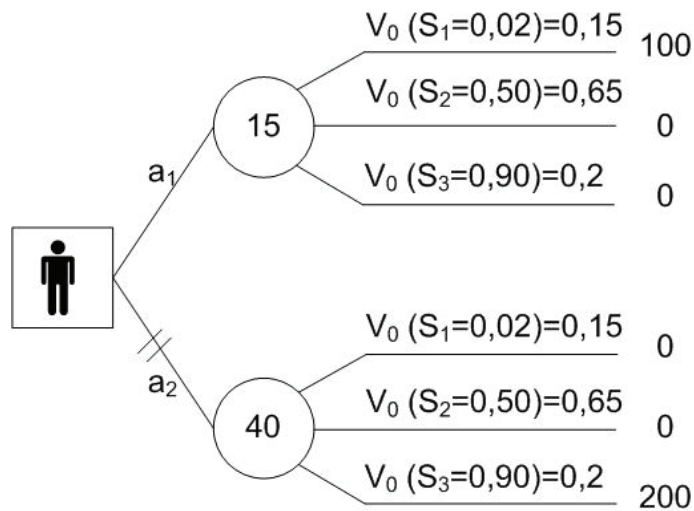 V₀ (S₁=0,02)=0,15 100
V₀ (S₂=0,50)=0,65 0
15
V₀ (S₃=0,90)=0,2 0
a₁
V₀ (S₁=0,02)=0,15 0
a₂
V₀ (S₂=0,50)=0,65 0
40
V₀ (S₃=0,90)=0,2 200